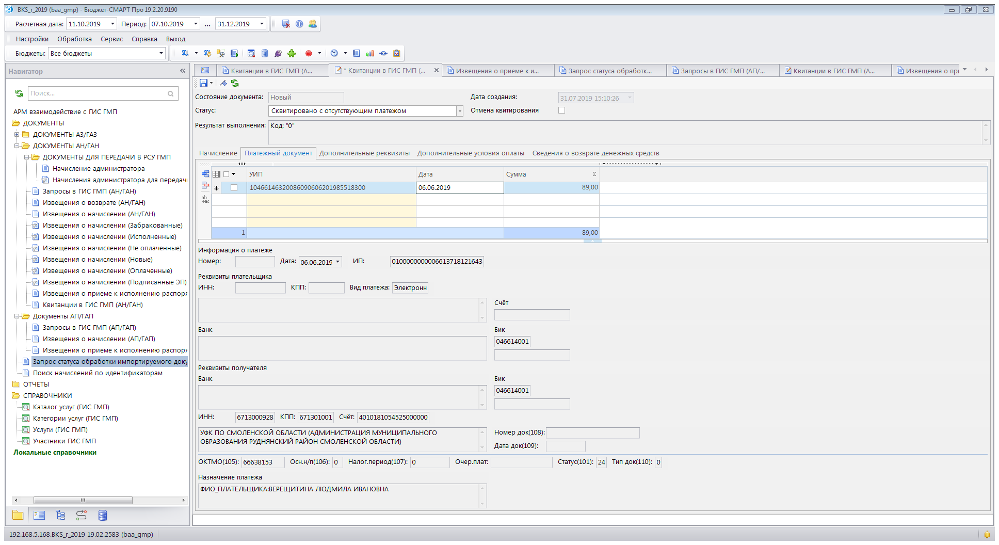 BKS_r_2019 (baa_gmp) - Бюджет-СМАРТ Про 19.2.20.9190
Расчетная дата: 11.10.2019 Период: 07.10.2019 ... 31.12.2019
Настройки Обработка Сервис Справка Выход
Бюджеты: Все бюджеты
SQL
Навигатор
Поиск...
АРМ взаимодействие с ГИС ГМП
ДОКУМЕНТЫ
ДОКУМЕНТЫ АЗ/ГАЗ
ДОКУМЕНТЫ АН/ГАН
ДОКУМЕНТЫ ДЛЯ ПЕРЕДАЧИ В РСУ ГМП
Начисление администратора
Начисления администратора для передачи
Запросы в ГИС ГМП (АН/ГАН)
Извещения о возврате (АН/ГАН)
Извещения о начислении (АН/ГАН)
Извещения о начислении (Забракованные)
Извещения о начислении (Исполненные)
Извещения о начислении (Не оплаченные)
Извещения о начислении (Новые)
Извещения о начислении (Оплаченные)
Извещения о начислении (Подписанные ЭП)
Извещения о приеме к исполнению распоря
Квитанции в ГИС ГМП (АН/ГАН)
Документы АП/ГАП
Запросы в ГИС ГМП (АП/ГАП)
Извещения о начислении (АП/ГАП)
Извещения о приеме к исполнению распоря
Запрос статуса обработки импортируемого доку
Поиск начислений по идентификаторам
ОТЧЕТЫ
СПРАВОЧНИКИ
Каталог услуг (ГИС ГМП)
Категории услуг (ГИС ГМП)
Услуги (ГИС ГМП)
Участники ГИС ГМП
Локальные справочники
Квитанции в ГИС ГМП (А... * Квитанции в ГИС ГМП (... Извещения о приеме к и... Запрос статуса обработк... Запросы в ГИС ГМП (АП/... Квитанции в ГИС ГМП (А... Извещения о при
Состояние документа: Новый Дата создания: 31.07.2019 15:10:26
Статус: Сквитировано с отсутствующим платежом Отмена квитирования
Результат выполнения: Код: "0"
Начисление Платежный документ Дополнительные реквизиты Дополнительные условия оплаты Сведения о возврате денежных средств
УИП Дата Сумма Σ
10466146320086090606201985518300 06.06.2019 89,00
ab
ac
1 89,00
Информация о платеже
Номер: Дата: 06.06.2019 ИП: 0100000000006613718121643
Реквизиты плательщика
ИНН: КПП: Вид платежа: Электронн
Счёт
Банк Бик
046614001
Реквизиты получателя
Банк Бик
046614001
ИНН: 6713000928 КПП: 671301001 Счёт: 4010181054525000000
УФК ПО СМОЛЕНСКОЙ ОБЛАСТИ (АДМИНИСТРАЦИЯ МУНИЦИПАЛЬНОГО
ОБРАЗОВАНИЯ РУДНЯНСКИЙ РАЙОН СМОЛЕНСКОЙ ОБЛАСТИ)
Номер док(108):
Дата док(109):
ОКТМО(105): 66638153 Осн.н/п(106): 0 Налог.период(107): 0 Очер.плат: Статус(101): 24 Тип док(110): 0
Назначение платежа
ФИО_ПЛАТЕЛЬЩИКА:ВЕРЕЩИТИНА ЛЮДМИЛА ИВАНОВНА
192.168.5.168.BKS_r_2019 19.02.2583 (baa_gmp)